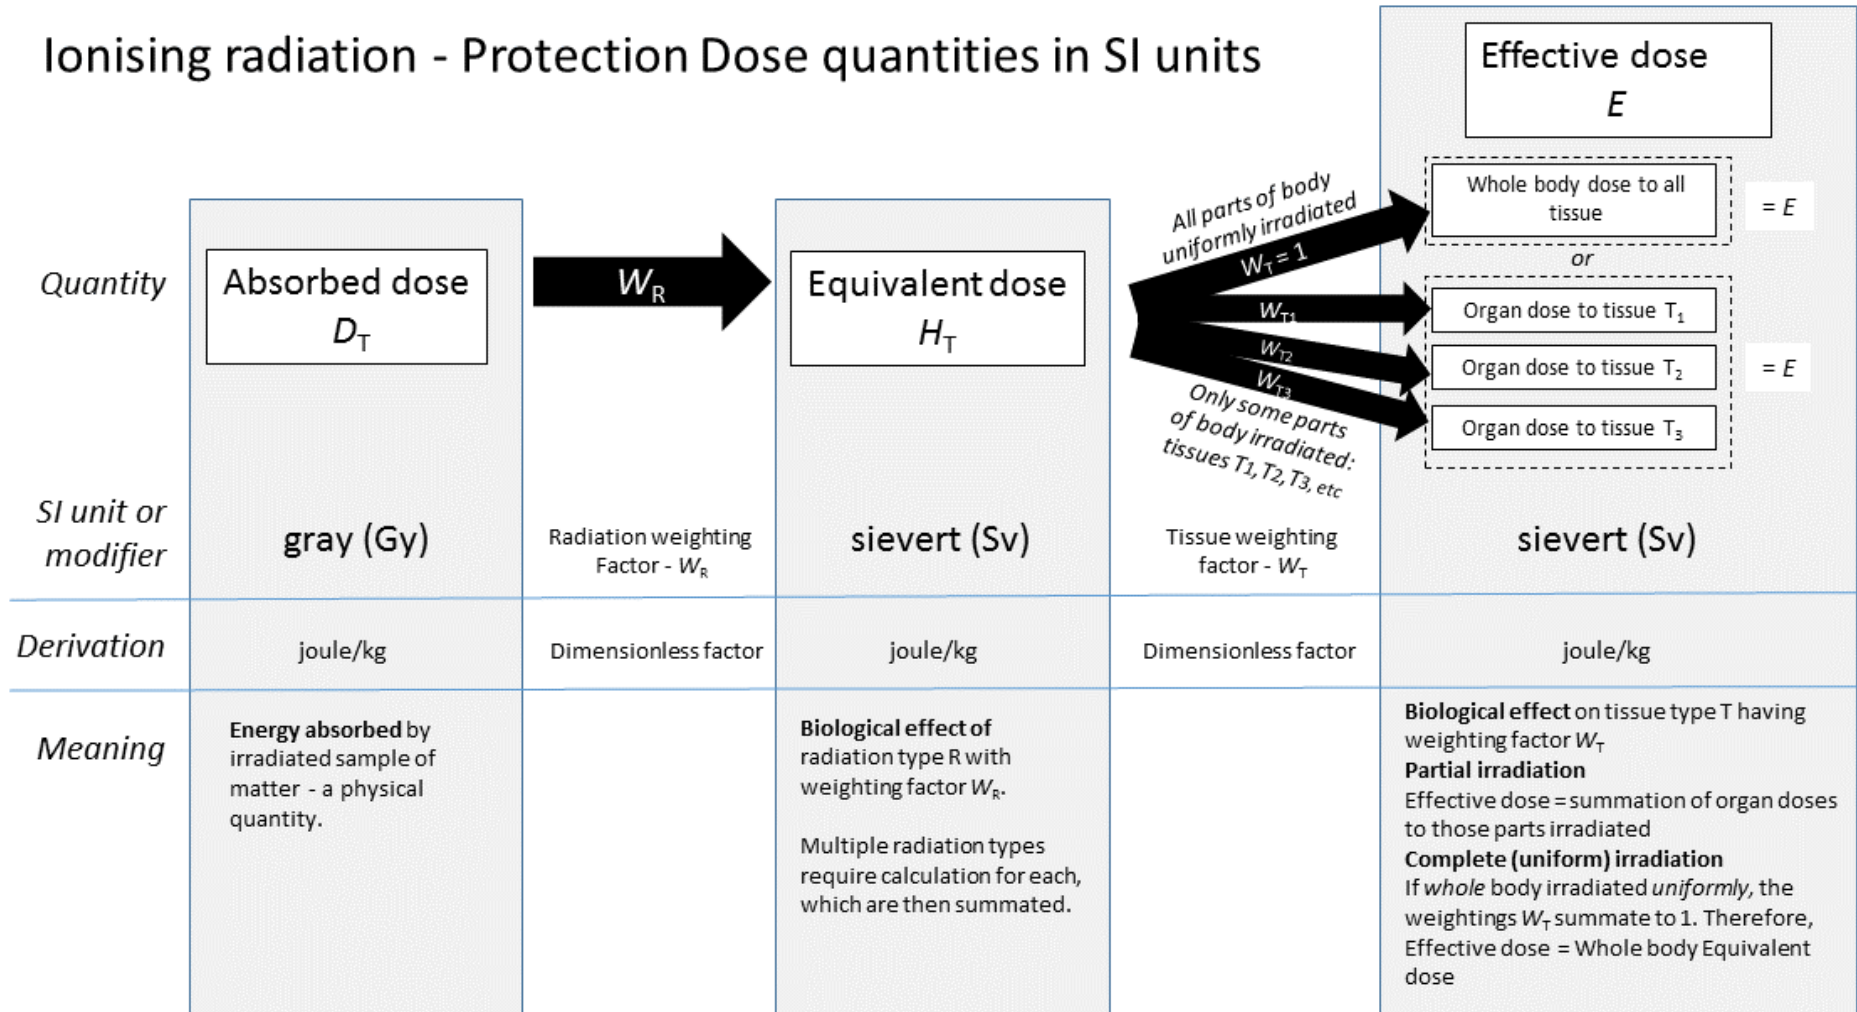 Ionising radiation - Protection Dose quantities in SI units
Effective dose
E
Whole body dose to all
tissue
= E
or
Organ dose to tissue T1
Organ dose to tissue T2
= E
Organ dose to tissue T3
All parts of body
uniformly irradiated
WT = 1
WT1
WT2
WT3
Only some parts
of body irradiated:
tissues T1, T2, T3, etc
Quantity
Absorbed dose
DT
WR
Equivalent dose
HT
SI unit or
modifier
gray (Gy)
Radiation weighting
Factor - WR
sievert (Sv)
Tissue weighting
factor - WT
sievert (Sv)
Derivation
joule/kg
Dimensionless factor
joule/kg
Dimensionless factor
joule/kg
Meaning
Energy absorbed by
irradiated sample of
matter - a physical
quantity.
Biological effect of
radiation type R with
weighting factor WR.
Multiple radiation types
require calculation for each,
which are then summated.
Biological effect on tissue type T having
weighting factor WT
Partial irradiation
Effective dose = summation of organ doses
to those parts irradiated
Complete (uniform) irradiation
If whole body irradiated uniformly, the
weightings WT summate to 1. Therefore,
Effective dose = Whole body Equivalent
dose